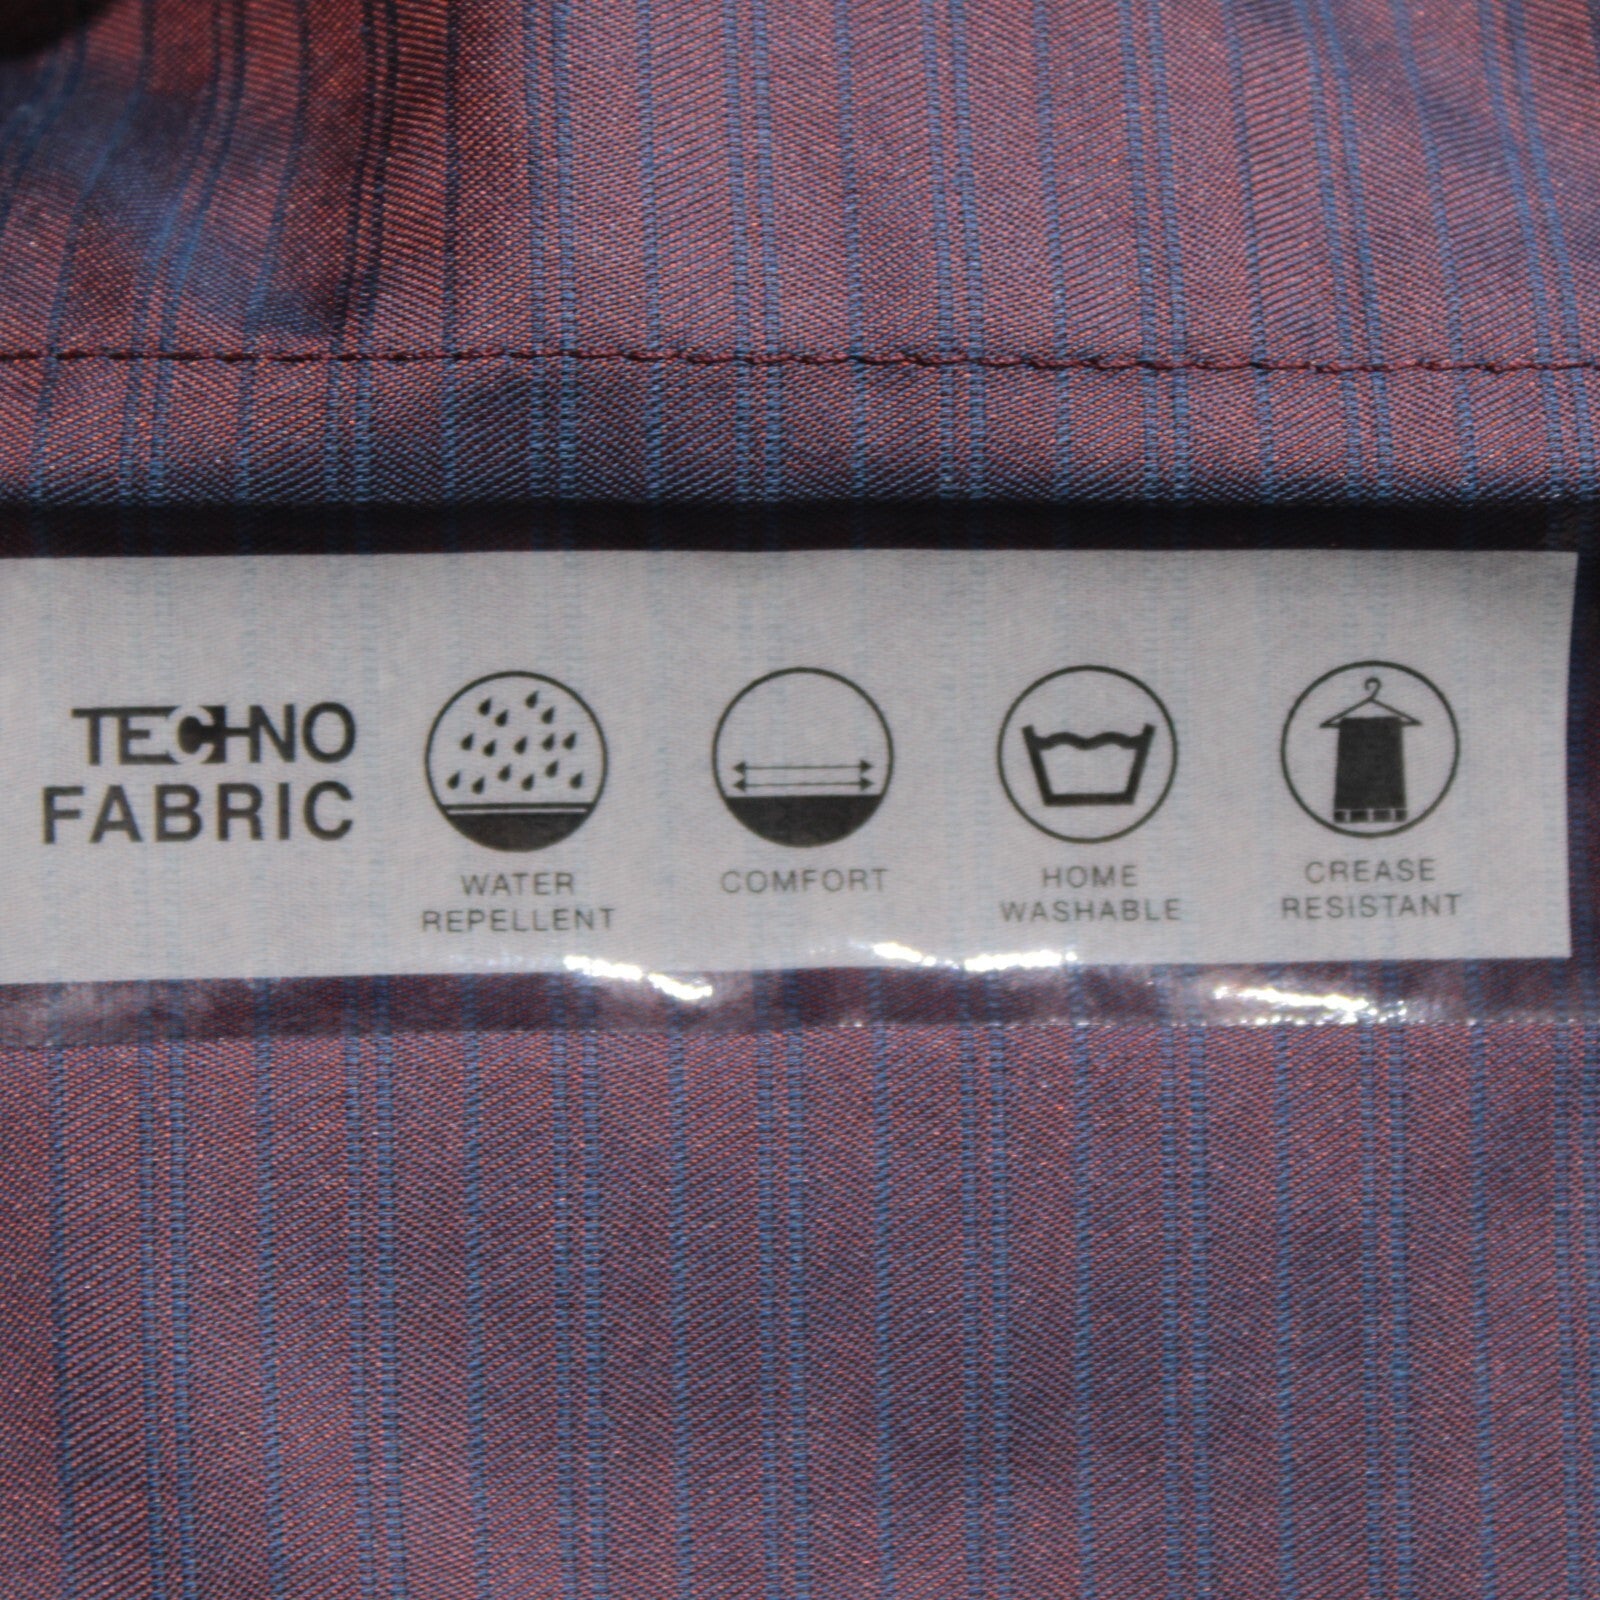 TECHNO
FABRIC
WATER
REPELLENT
COMFORT
HOME
WASHABLE
CREASE
RESISTANT